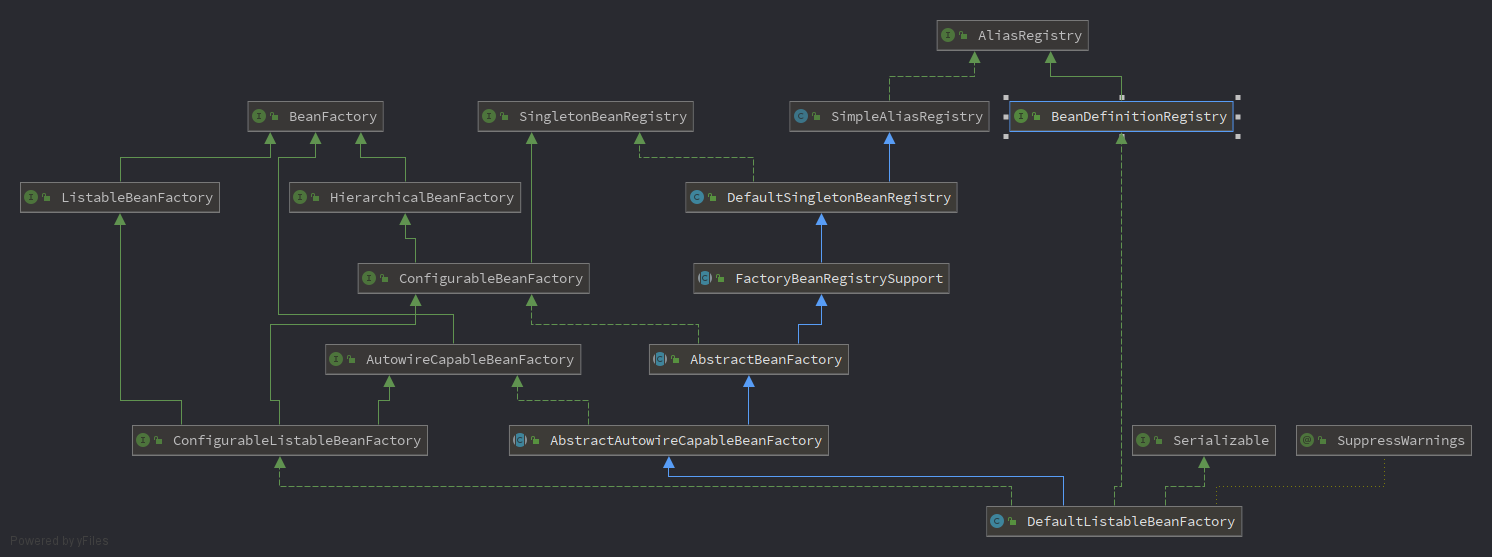 AliasRegistry
BeanFactory
SingletonBeanRegistry
SimpleAliasRegistry
BeanDefinitionRegistry
ListableBeanFactory
HierarchicalBeanFactory
DefaultSingletonBeanRegistry
ConfigurableBeanFactory
FactoryBeanRegistrySupport
AutowireCapableBeanFactory
AbstractBeanFactory
ConfigurableListableBeanFactory
AbstractAutowireCapableBeanFactory
Serializable
SuppressWarnings
DefaultListableBeanFactory
Powered by yFiles